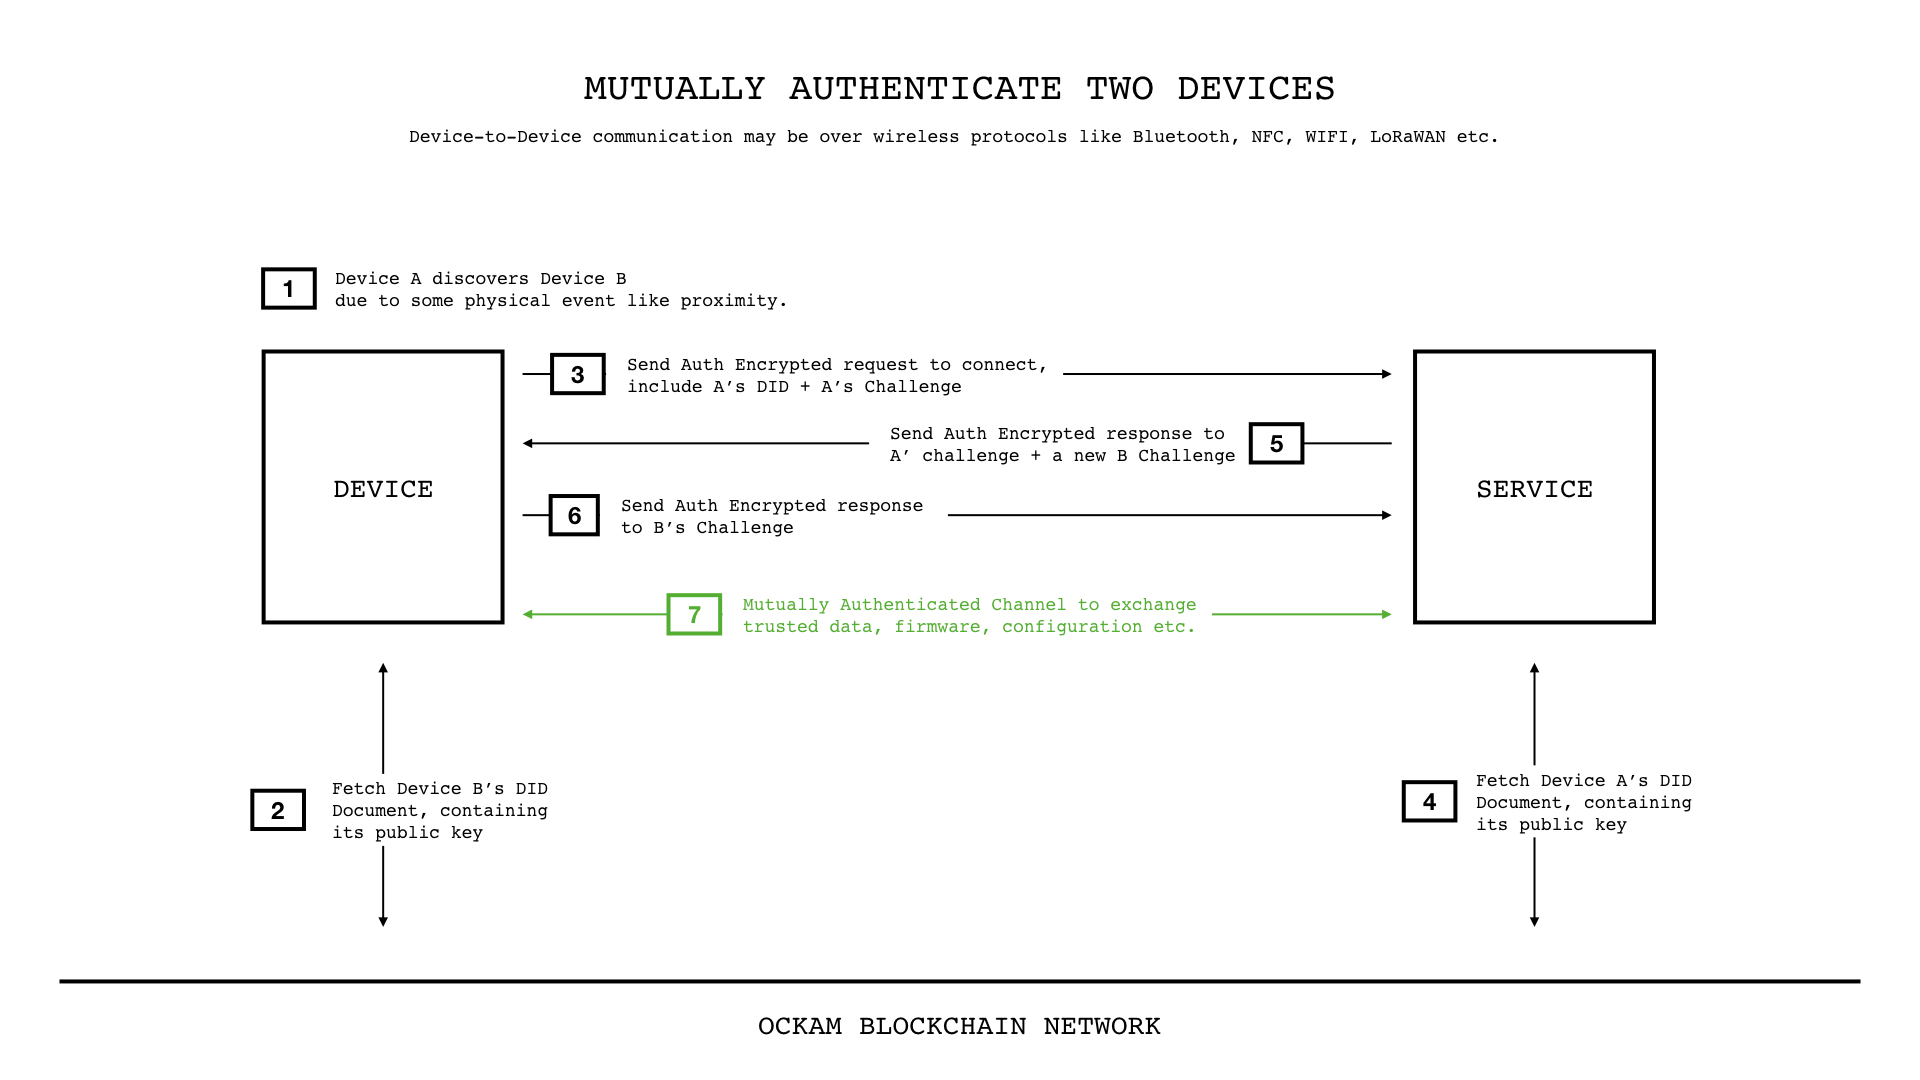 MUTUALLY AUTHENTICATE TWO DEVICES
Device-to-Device communication may be over wireless protocols like Bluetooth, NFC, WIFI, LoRaWAN etc.
1
Device A discovers Device B
due to some physical event like proximity.
3
Send Auth Encrypted request to connect,
include A’s DID + A’s Challenge
Send Auth Encrypted response to
A’ challenge + a new B Challenge
5
DEVICE
SERVICE
6
Send Auth Encrypted response
to B’s Challenge
7
Mutually Authenticated Channel to exchange
trusted data, firmware, configuration etc.
2
Fetch Device B’s DID
Document, containing
its public key
4
Fetch Device A’s DID
Document, containing
its public key
OCKAM BLOCKCHAIN NETWORK